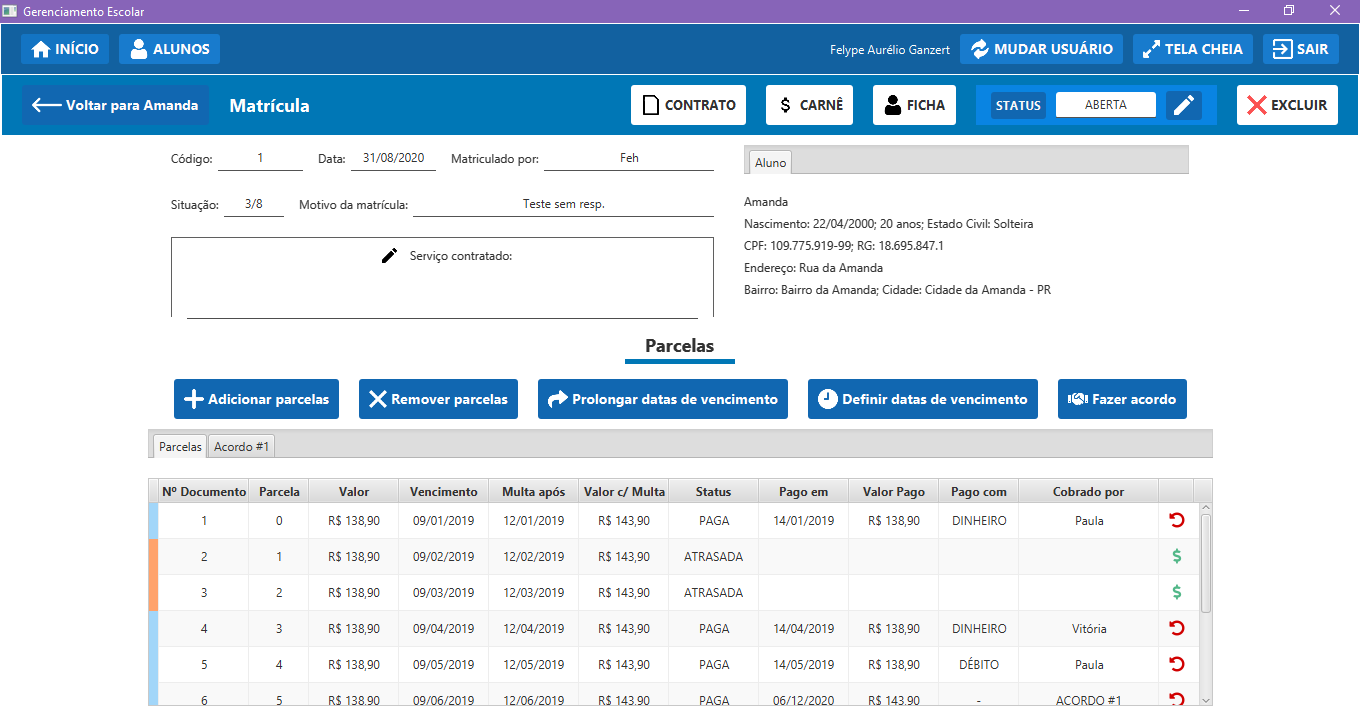 Gerenciamento Escolar
INÍCIO ALUNOS Felype Aurélio Ganzert MUDAR USUÁRIO TELA CHEIA SAIR
Voltar para Amanda Matrícula CONTRATO $ CARNÊ FICHA STATUS ABERTA EXCLUIR
Código: 1 Data: 31/08/2020 Matriculado por: Feh
Aluno
Situação: 3/8 Motivo da matrícula: Teste sem resp.
Serviço contratado:
Amanda
Nascimento: 22/04/2000; 20 anos; Estado Civil: Solteira
CPF: 109.775.919-99; RG: 18.695.847.1
Endereço: Rua da Amanda
Bairro: Bairro da Amanda; Cidade: Cidade da Amanda - PR
Parcelas
Adicionar parcelas Remover parcelas Prolongar datas de vencimento Definir datas de vencimento Fazer acordo
Parcelas Acordo #1
Nº Documento Parcela Valor Vencimento Multa após Valor c/ Multa Status Pago em Valor Pago Pago com Cobrado por
1 0 R$ 138,90 09/01/2019 12/01/2019 R$ 143,90 PAGA 14/01/2019 R$ 138,90 DINHEIRO Paula
2 1 R$ 138,90 09/02/2019 12/02/2019 R$ 143,90 ATRASADA $
3 2 R$ 138,90 09/03/2019 12/03/2019 R$ 143,90 ATRASADA $
4 3 R$ 138,90 09/04/2019 12/04/2019 R$ 143,90 PAGA 14/04/2019 R$ 138,90 DINHEIRO Vitória
5 4 R$ 138,90 09/05/2019 12/05/2019 R$ 143,90 PAGA 14/05/2019 R$ 138,90 DÉBITO Paula
6 5 R$ 138,90 09/06/2019 12/06/2019 R$ 143,90 PAGA 06/12/2020 R$ 143,90 - ACORDO #1